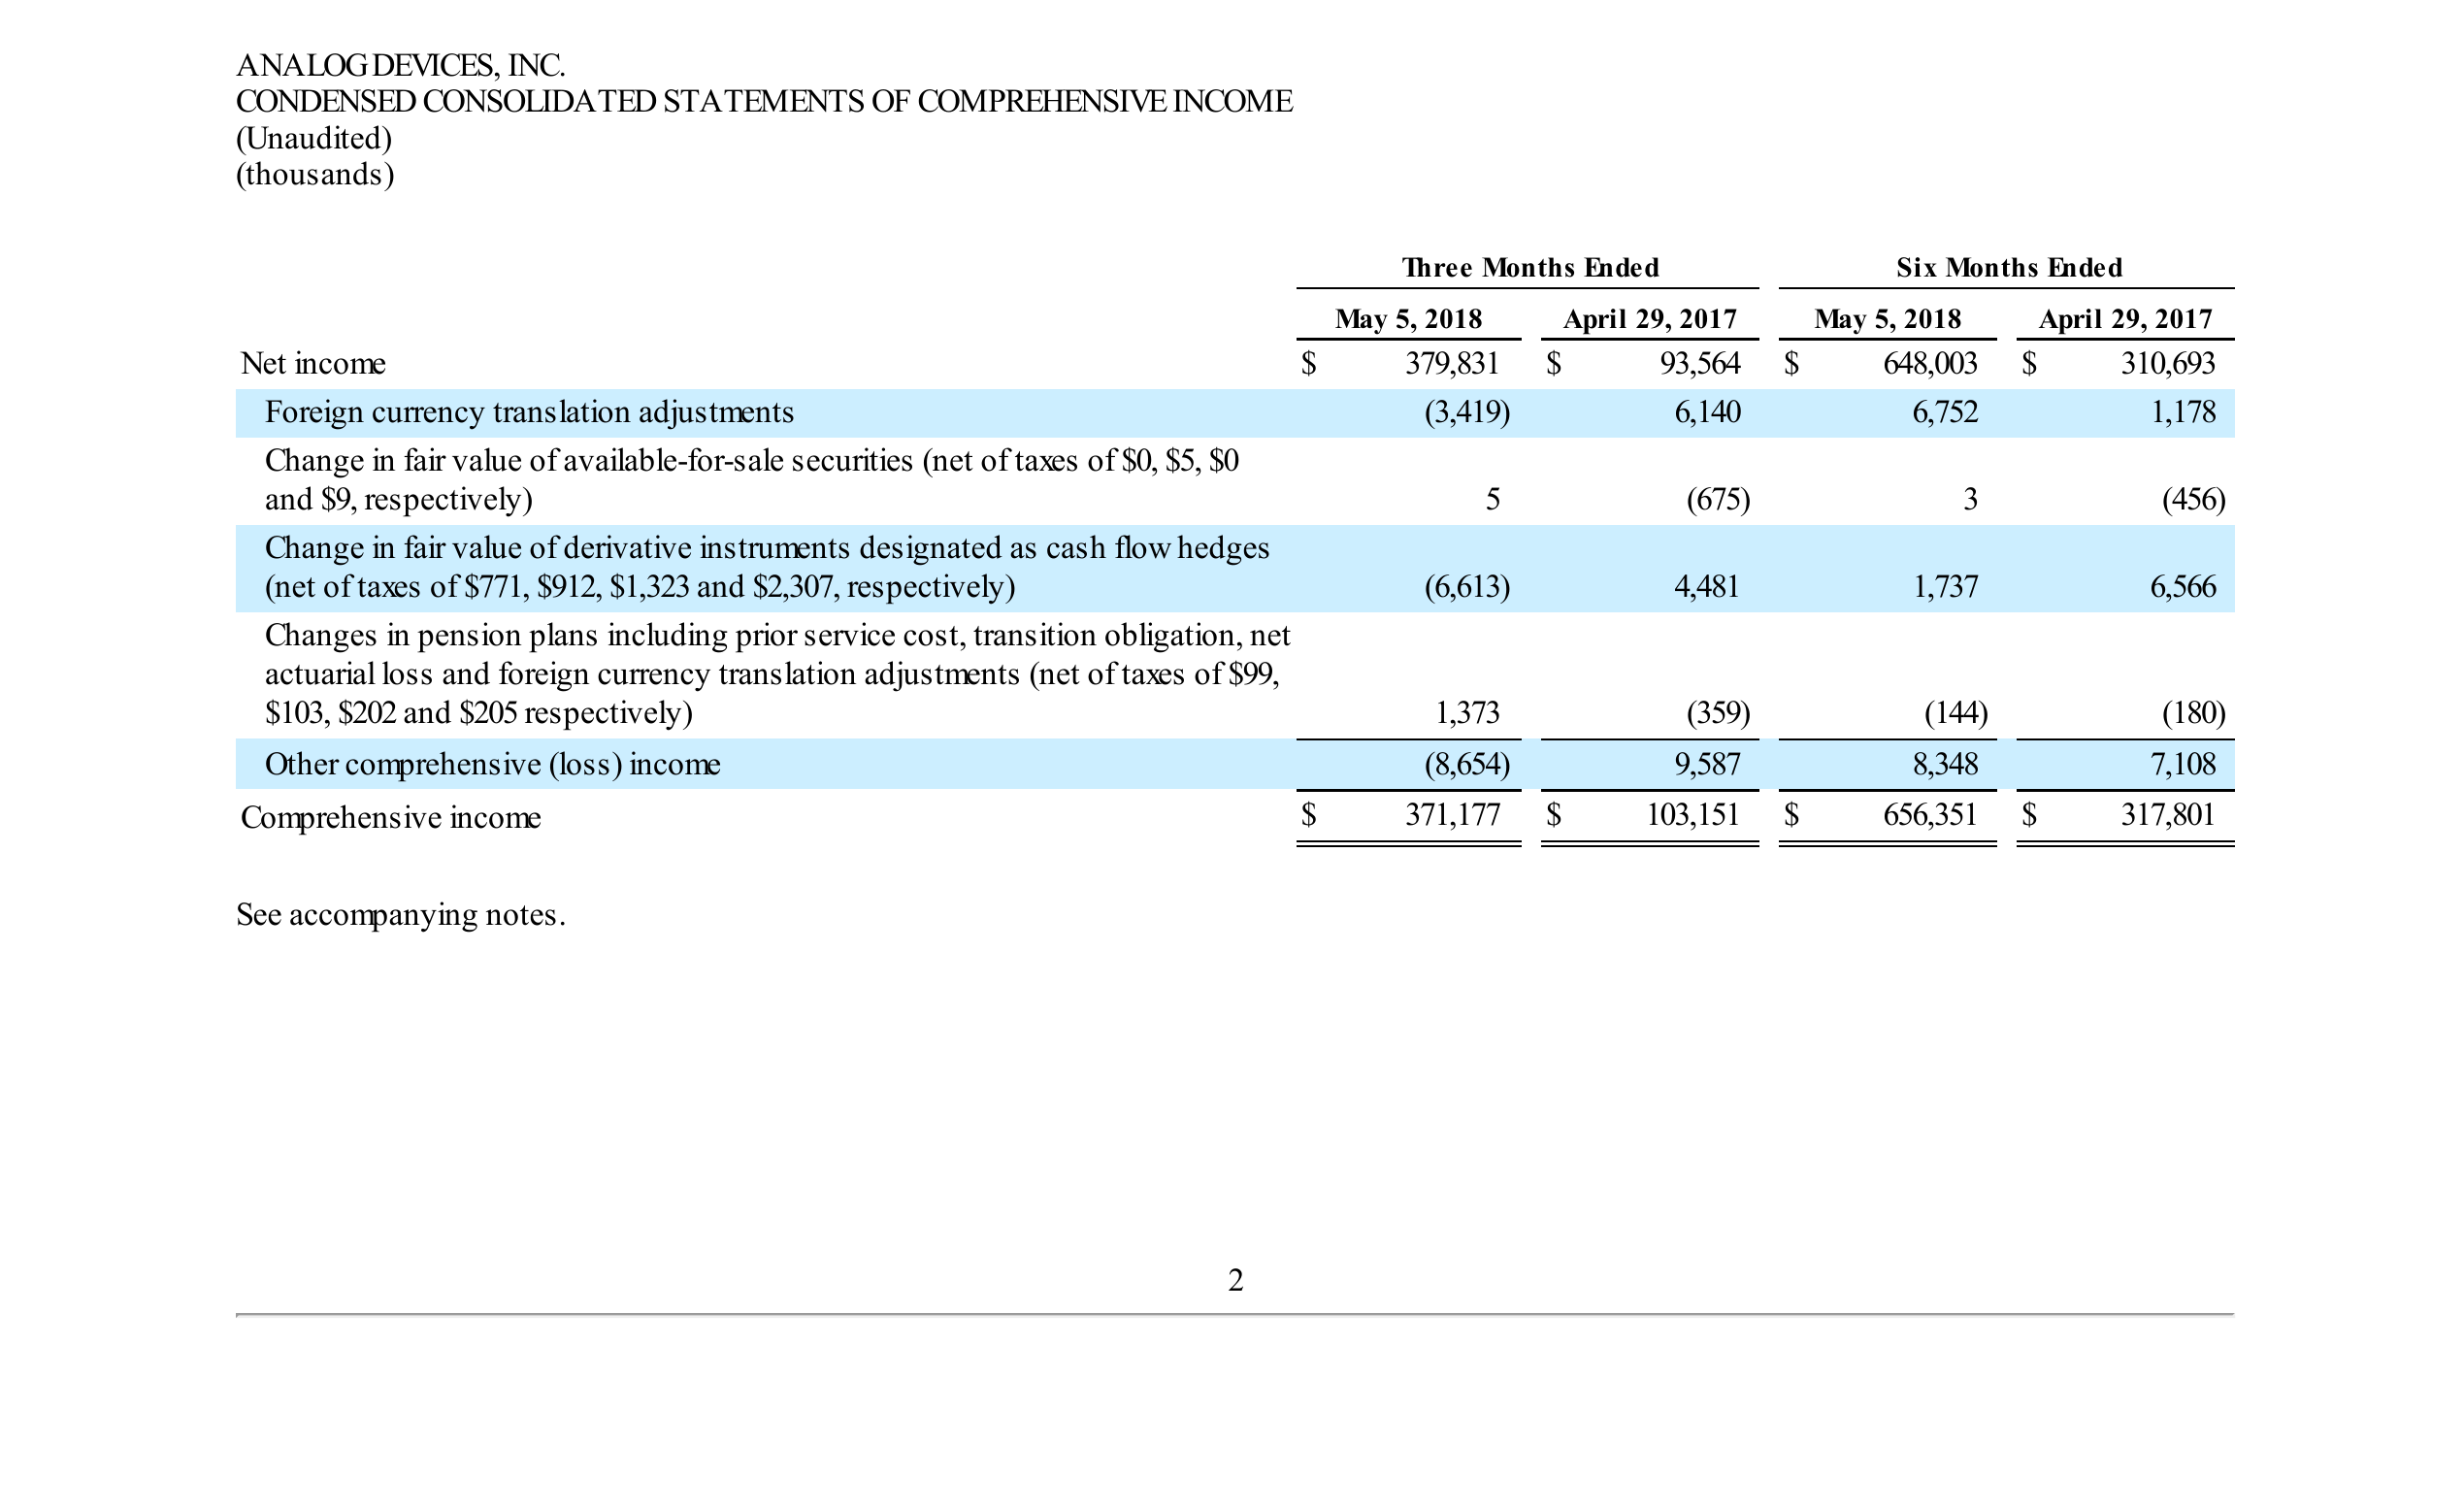 ANALOG DEVICES, INC.
CONDENSED CONSOLIDATED STATEMENTS OF COMPREHENSIVE INCOME
(Unaudited)
(thousands)
Three Months Ended Six Months Ended
May 5, 2018 April 29, 2017 May 5, 2018 April 29, 2017
Net income $ 379,831 $ 93,564 $ 648,003 $ 310,693
Foreign currency translation adjustments (3,419) 6,140 6,752 1,178
Change in fair value of available-for-sale securities (net of taxes of $0, $5, $0
and $9, respectively) 5 (675) 3 (456)
Change in fair value of derivative instruments designated as cash flow hedges
(net of taxes of $771, $912, $1,323 and $2,307, respectively) (6,613) 4,481 1,737 6,566
Changes in pension plans including prior service cost, transition obligation, net
actuarial loss and foreign currency translation adjustments (net of taxes of $99,
$103, $202 and $205 respectively) 1,373 (359) (144) (180)
Other comprehensive (loss) income (8,654) 9,587 8,348 7,108
Comprehensive income $ 371,177 $ 103,151 $ 656,351 $ 317,801
See accompanying notes.
2